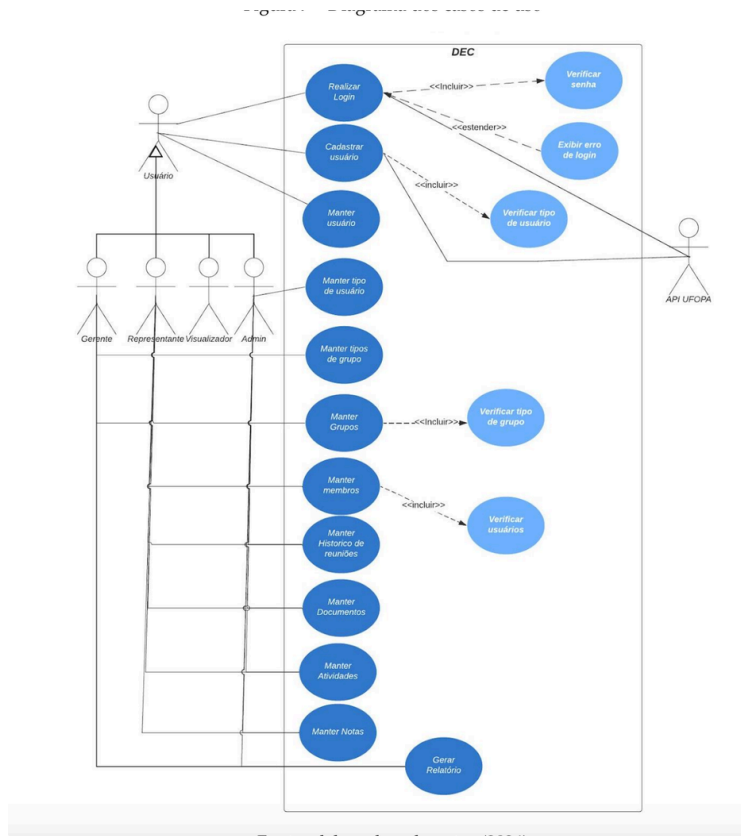 DEC
Realizar
Login
<<Incluir>>
Verificar
senha
<<estender>>
Exibir erro
de login
Cadastrar
usuário
<<incluir>>
Verificar tipo
de usuário
Usuário
Manter
usuário
API UFOPA
Manter tipo
de usuário
Gerente
Representante
Visualizador
Admin
Manter tipos
de grupo
Manter
Grupos
<<Incluir>>
Verificar tipo
de grupo
Manter
membros
<<incluir>>
Verificar
usuários
Manter
Historico de
reuniões
Manter
Documentos
Manter
Atividades
Manter Notas
Gerar
Relatório